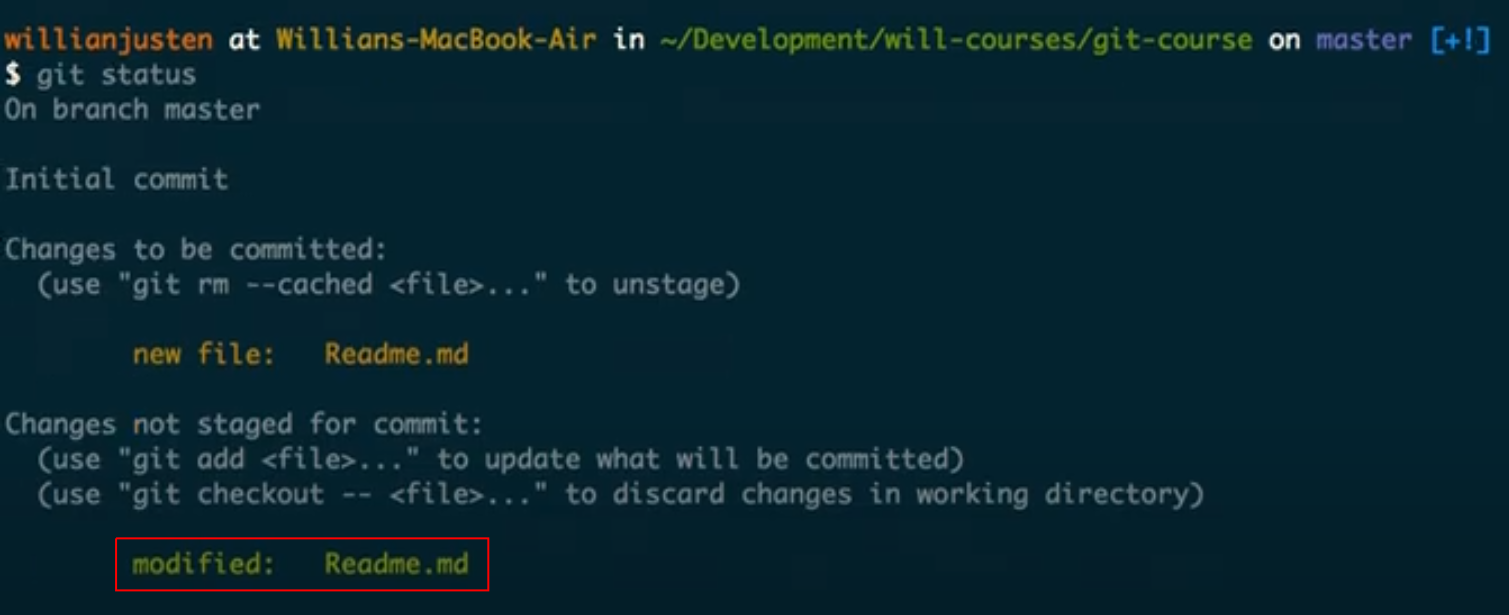 willianjusten at Willians-MacBook-Air in ~/Development/will-courses/git-course on master [+!]
$ git status
On branch master
Initial commit
Changes to be committed:
(use "git rm --cached <file>..." to unstage)
new file: Readme.md
Changes not staged for commit:
(use "git add <file>..." to update what will be committed)
(use "git checkout -- <file>..." to discard changes in working directory)
modified: Readme.md